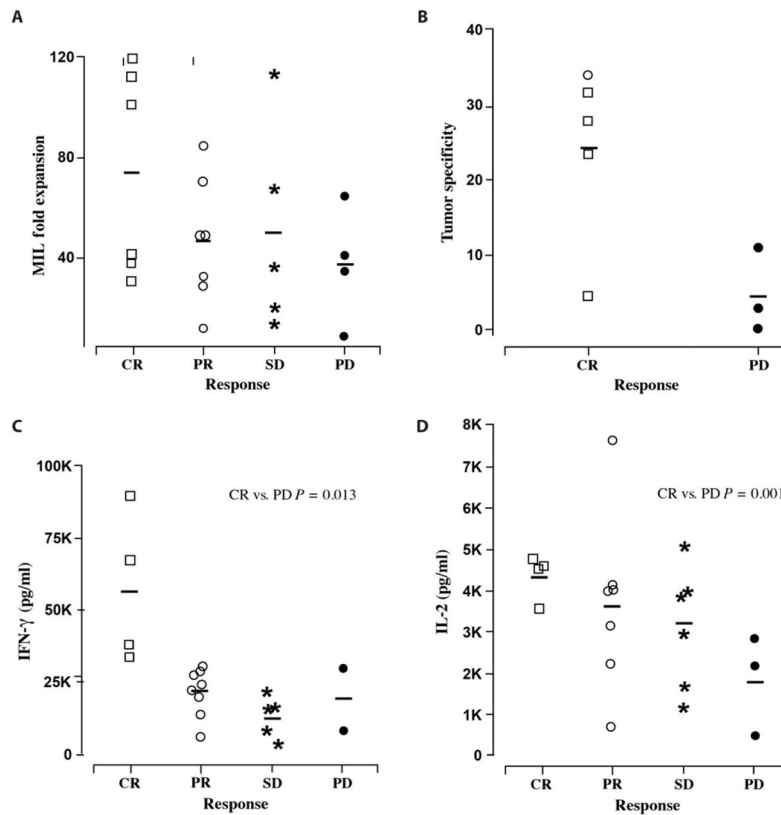 A
120
80
40
MIL fold expansion
CR PR SD PD
Response
B
40
30
20
10
0
Tumor specificity
CR PD
Response
C
100K
75K
50K
25K
0
IFN-γ (pg/ml)
CR vs. PD P = 0.013
CR PR SD PD
Response
D
8K
7K
6K
5K
4K
3K
2K
1K
0
IL-2 (pg/ml)
CR vs. PD P = 0.001
CR PR SD PD
Response